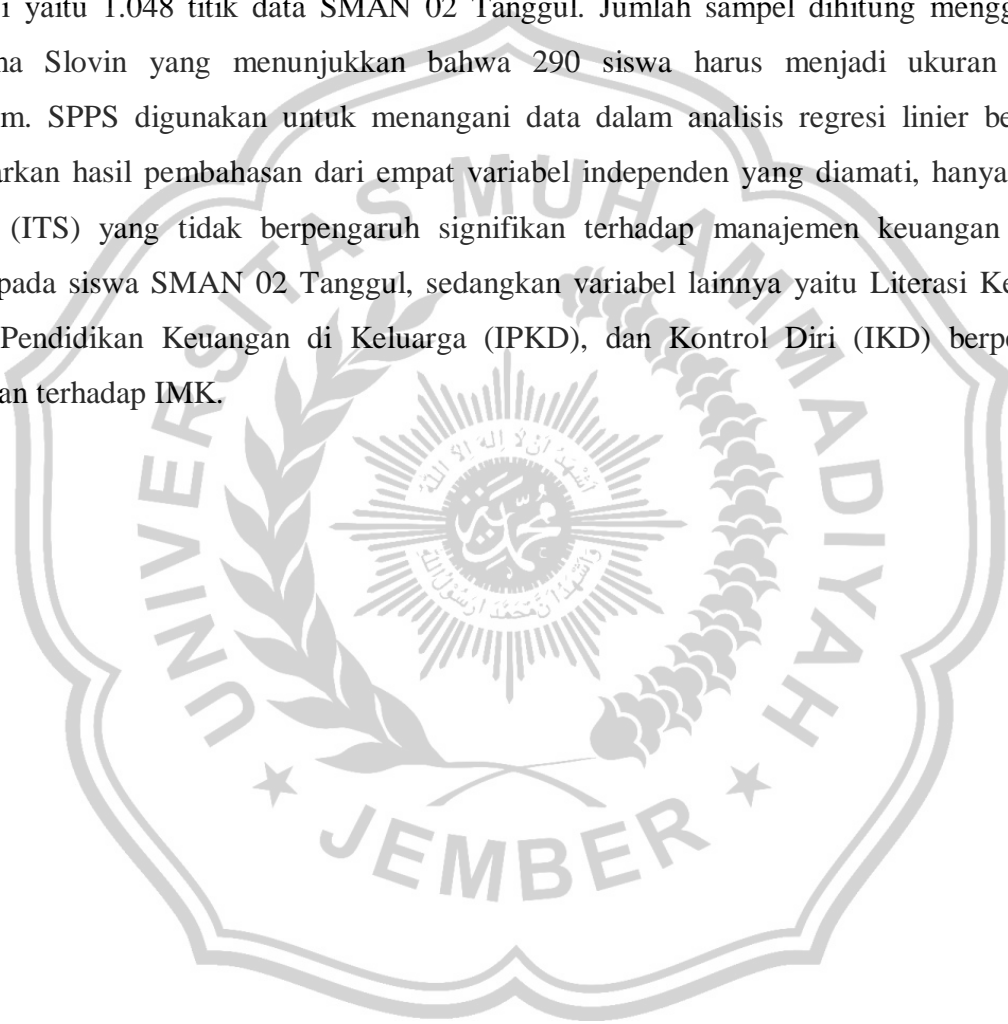 i yaitu 1.048 titik data SMAN 02 Tanggul. Jumlah sampel dihitung mengg
na Slovin yang menunjukkan bahwa 290 siswa harus menjadi ukuran
m. SPPS digunakan untuk menangani data dalam analisis regresi linier be
arkan hasil pembahasan dari empat variabel independen yang diamati, hanya
(ITS) yang tidak berpengaruh signifikan terhadap manajemen keuangan
pada siswa SMAN 02 Tanggul, sedangkan variabel lainnya yaitu Literasi Ke
Pendidikan Keuangan di Keluarga (IPKD), dan Kontrol Diri (IKD) berpe
an terhadap IMK.
UNIVERSITAS MUHAMMADIYAH
JEMBER